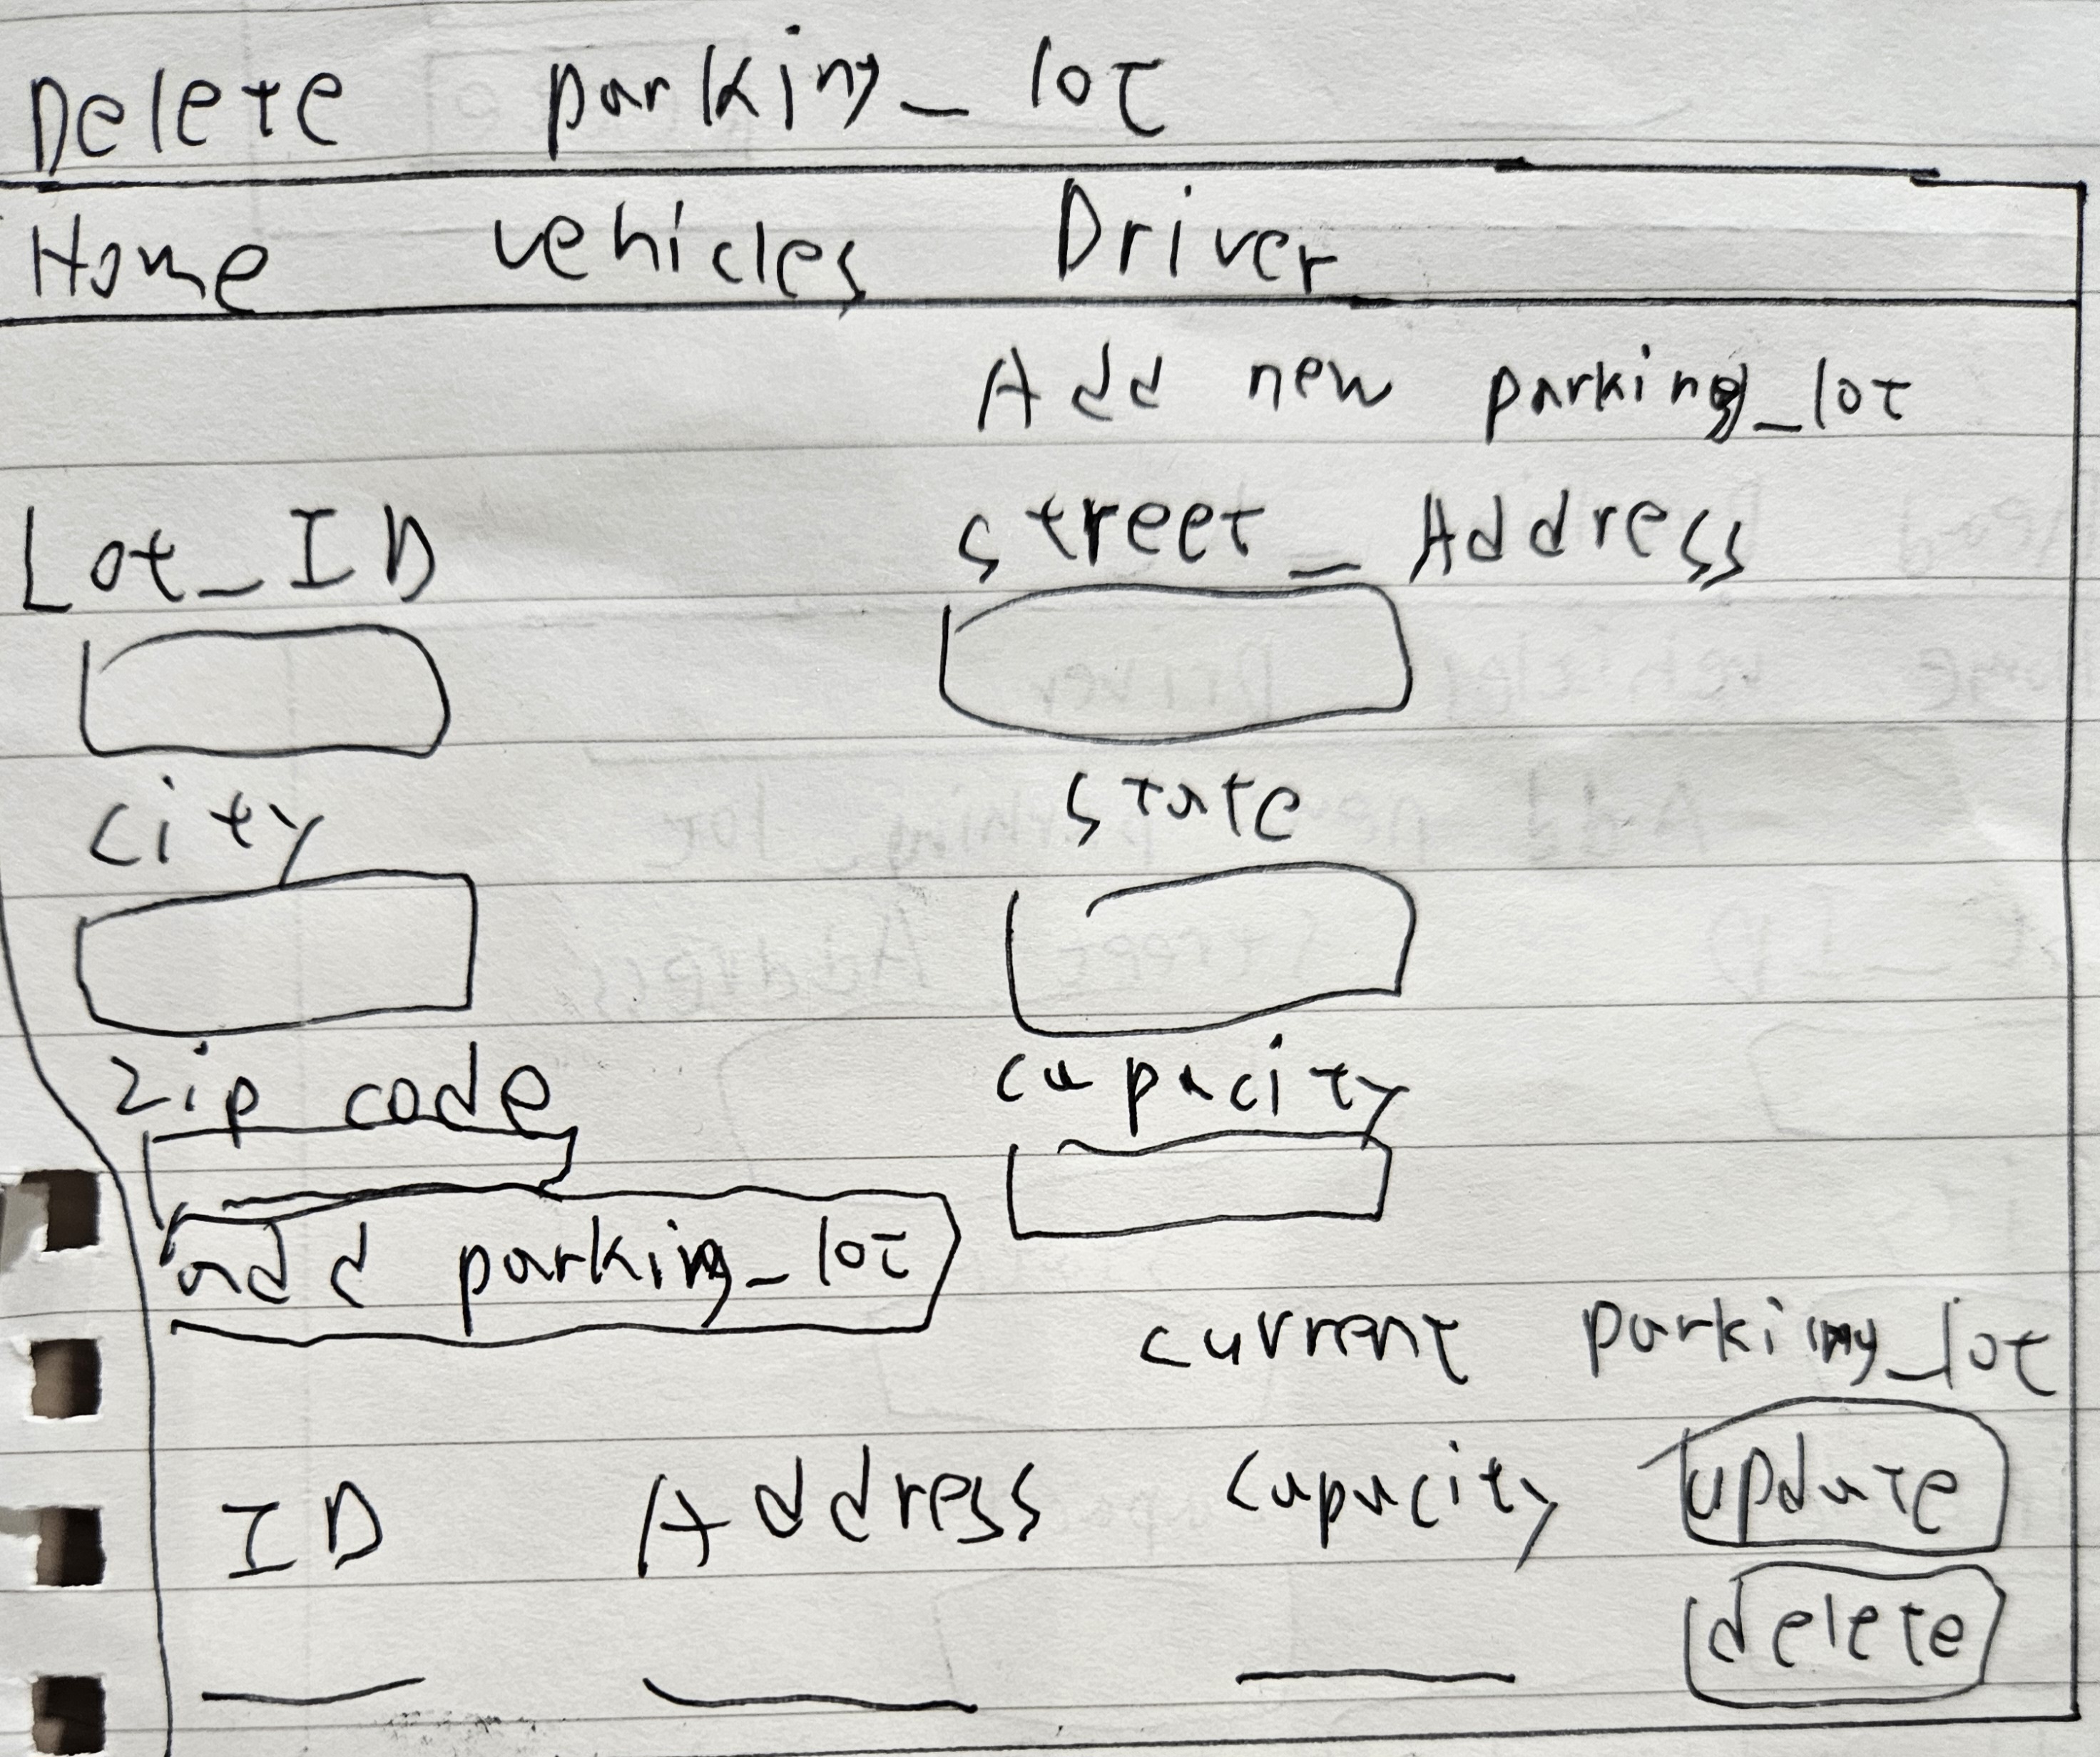 Delete parking_lot
Home vehicles Driver
Add new parking_lot
Lot_ID street_Address
city state
zip code capacity
add parking_lot
current parking_lot
ID Address capacity update
delete